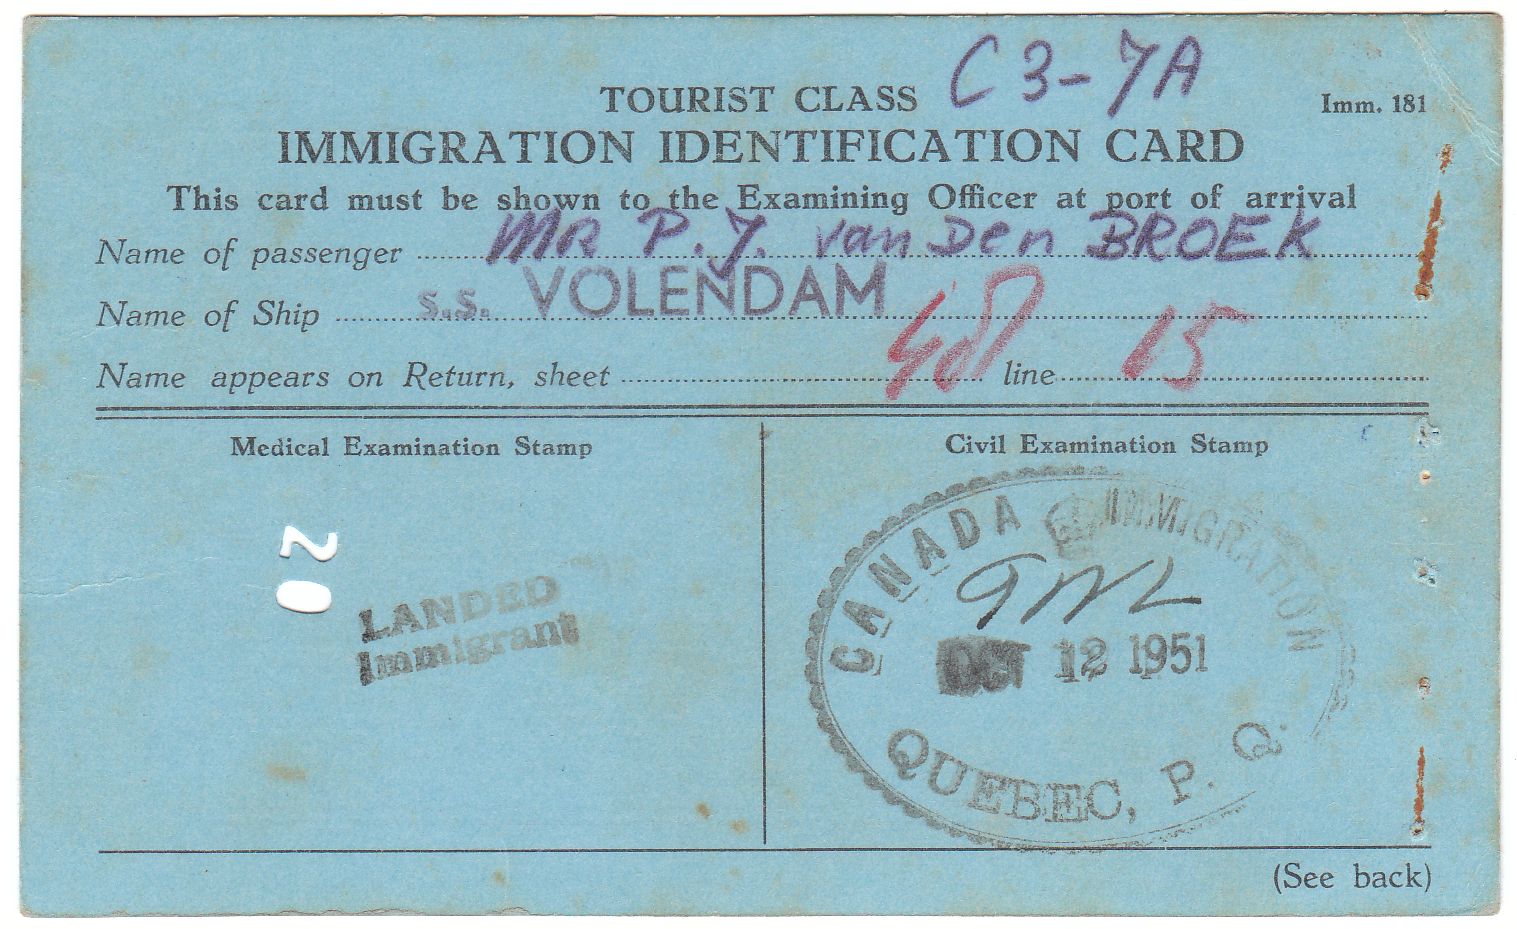 C3-7A
TOURIST CLASS
Imm. 181
IMMIGRATION IDENTIFICATION CARD
This card must be shown to the Examining Officer at port of arrival
Name of passenger MR P.J. van Den BROEK
Name of Ship S.S. VOLENDAM
Name appears on Return, sheet line 15
Medical Examination Stamp
Civil Examination Stamp
20
LANDED
Immigrant
CANADA IMMIGRATION
OCT 12 1951
QUEBEC, P. Q.
(See back)